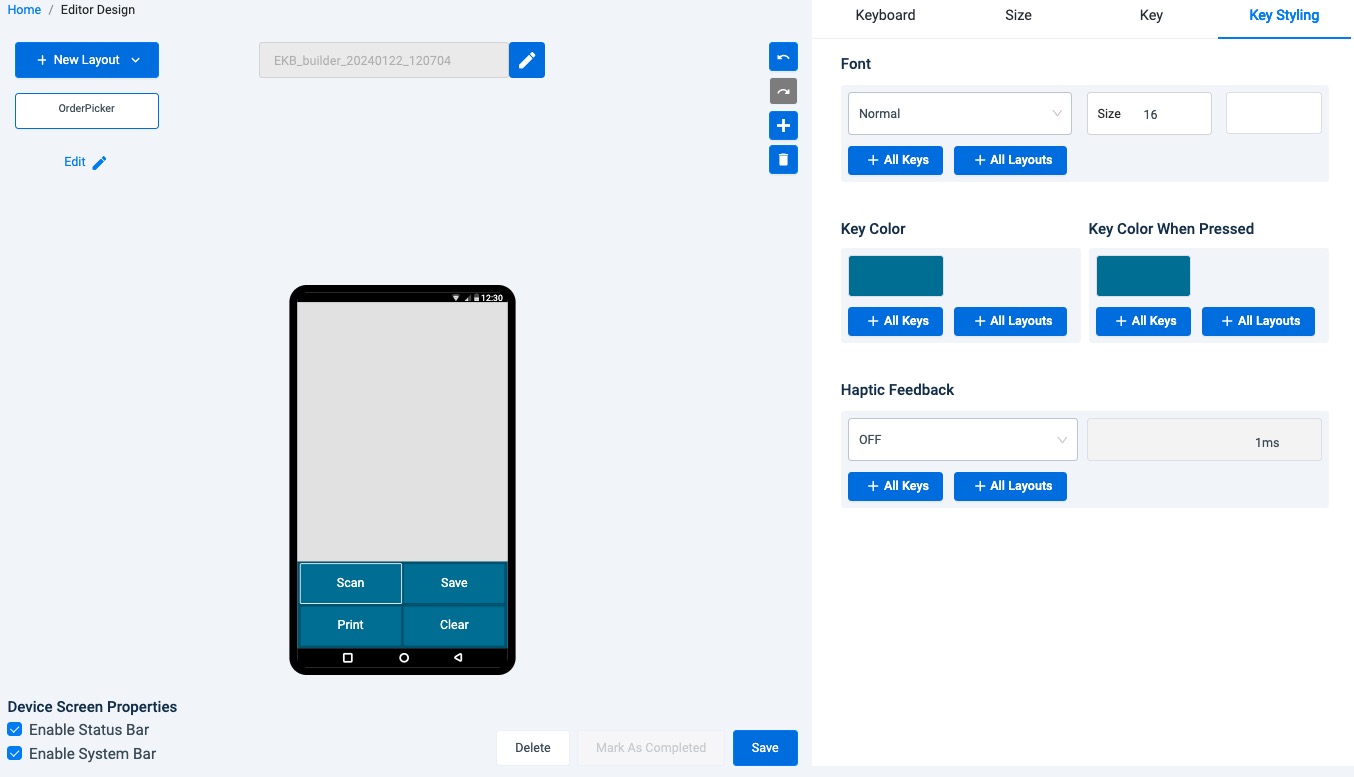 Home / Editor Design
New Layout
EKB_builder_20240122_120704
OrderPicker
Edit
12:30
Scan
Save
Print
Clear
Device Screen Properties
Enable Status Bar
Enable System Bar
Delete
Mark As Completed
Save
Keyboard
Size
Key
Key Styling
Font
Normal
Size 16
+ All Keys
+ All Layouts
Key Color
Key Color When Pressed
+ All Keys
+ All Layouts
+ All Keys
+ All Layouts
Haptic Feedback
OFF
1ms
+ All Keys
+ All Layouts